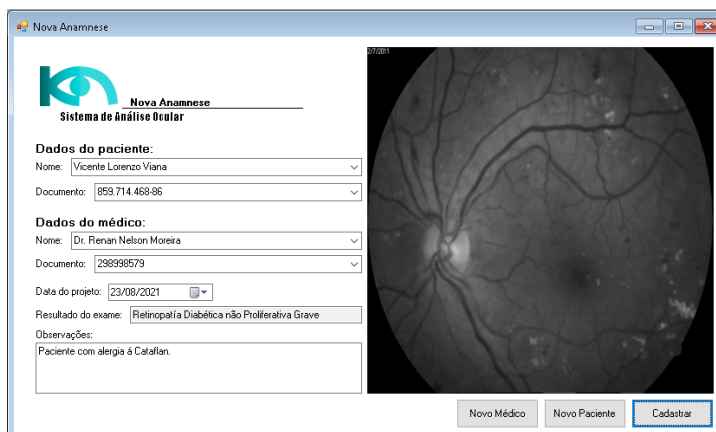 Nova Anamnese
2/7/2011
Nova Anamnese
Sistema de Análise Ocular
Dados do paciente:
Nome: Vicente Lorenzo Viana
Documento: 859.714.468-86
Dados do médico:
Nome: Dr. Renan Nelson Moreira
Documento: 298998579
Data do projeto: 23/08/2021
Resultado do exame: Retinopatía Diabética não Proliferativa Grave
Observações:
Paciente com alergia á Cataflan.
Novo Médico Novo Paciente Cadastrar